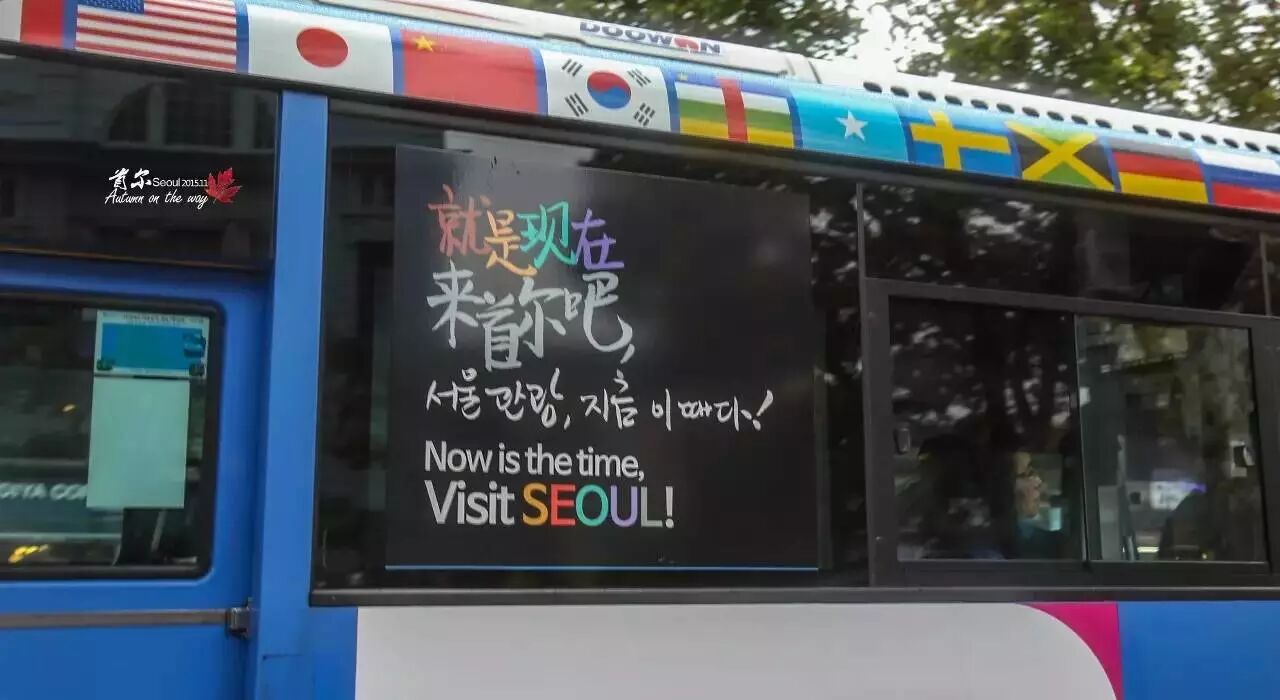 DOOWON
首尔Seoul 2015.11
Autumn on the way
就是现在
来首尔吧,
서울관광, 지금이때다!
Now is the time,
Visit SEOUL!